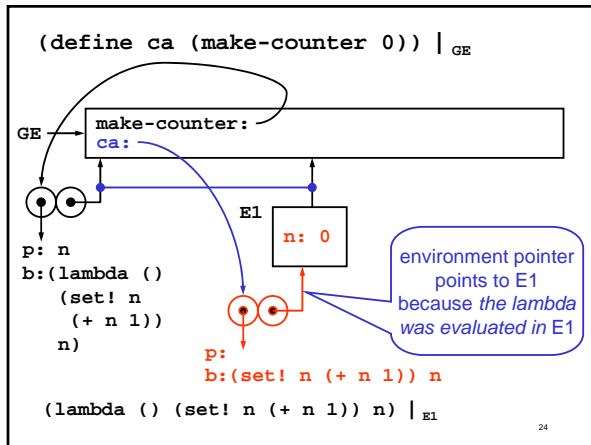 (define ca (make-counter 0)) | GE
make-counter:
GE
ca:
E1
n: 0
p: n
b:(lambda ()
(set! n
(+ n 1))
n)
environment pointer
points to E1
because the lambda
was evaluated in E1
p:
b:(set! n (+ n 1)) n
(lambda () (set! n (+ n 1)) n) | E1
24